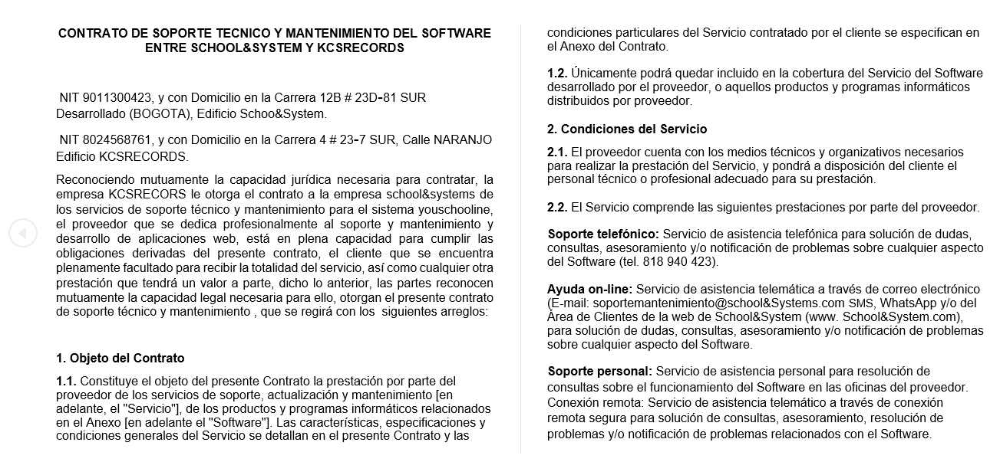 CONTRATO DE SOPORTE TECNICO Y MANTENIMIENTO DEL SOFTWARE
ENTRE SCHOOL&SYSTEM Y KCSRECORDS
NIT 9011300423, y con Domicilio en la Carrera 12B # 23D-81 SUR
Desarrollado (BOGOTA), Edificio Schoo&System.
NIT 8024568761, y con Domicilio en la Carrera 4 # 23-7 SUR, Calle NARANJO
Edificio KCSRECORDS.
Reconociendo mutuamente la capacidad jurídica necesaria para contratar, la
empresa KCSRECORS le otorga el contrato a la empresa school&systems de
los servicios de soporte técnico y mantenimiento para el sistema youschooline,
el proveedor que se dedica profesionalmente al soporte y mantenimiento y
desarrollo de aplicaciones web, está en plena capacidad para cumplir las
obligaciones derivadas del presente contrato, el cliente que se encuentra
plenamente facultado para recibir la totalidad del servicio, así como cualquier otra
prestación que tendrá un valor a parte, dicho lo anterior, las partes reconocen
mutuamente la capacidad legal necesaria para ello, otorgan el presente contrato
de soporte técnico y mantenimiento , que se regirá con los siguientes arreglos:
1. Objeto del Contrato
1.1. Constituye el objeto del presente Contrato la prestación por parte del
proveedor de los servicios de soporte, actualización y mantenimiento [en
adelante, el "Servicio"], de los productos y programas informáticos relacionados
en el Anexo [en adelante el "Software"]. Las características, especificaciones y
condiciones generales del Servicio se detallan en el presente Contrato y las
condiciones particulares del Servicio contratado por el cliente se especifican en
el Anexo del Contrato.
1.2. Únicamente podrá quedar incluido en la cobertura del Servicio del Software
desarrollado por el proveedor, o aquellos productos y programas informáticos
distribuidos por proveedor.
2. Condiciones del Servicio
2.1. El proveedor cuenta con los medios técnicos y organizativos necesarios
para realizar la prestación del Servicio, y pondrá a disposición del cliente el
personal técnico o profesional adecuado para su prestación.
2.2. El Servicio comprende las siguientes prestaciones por parte del proveedor.
Soporte telefónico: Servicio de asistencia telefónica para solución de dudas,
consultas, asesoramiento y/o notificación de problemas sobre cualquier aspecto
del Software (tel. 818 940 423).
Ayuda on-line: Servicio de asistencia telemática a través de correo electrónico
(E-mail: soportemantenimiento@school&Systems.com SMS, WhatsApp y/o del
Área de Clientes de la web de School&System (www. School&System.com),
para solución de dudas, consultas, asesoramiento y/o notificación de problemas
sobre cualquier aspecto del Software.
Soporte personal: Servicio de asistencia personal para resolución de
consultas sobre el funcionamiento del Software en las oficinas del proveedor.
Conexión remota: Servicio de asistencia telemático a través de conexión
remota segura para solución de consultas, asesoramiento, resolución de
problemas y/o notificación de problemas relacionados con el Software.